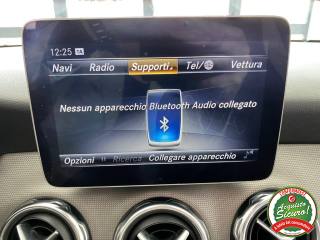 12:25
Navi Radio Supporti Tel/ Vettura
Nessun apparecchio Bluetooth Audio collegato
Opzioni Ricerca Collegare apparecchio
Acquisto
Sicuro!